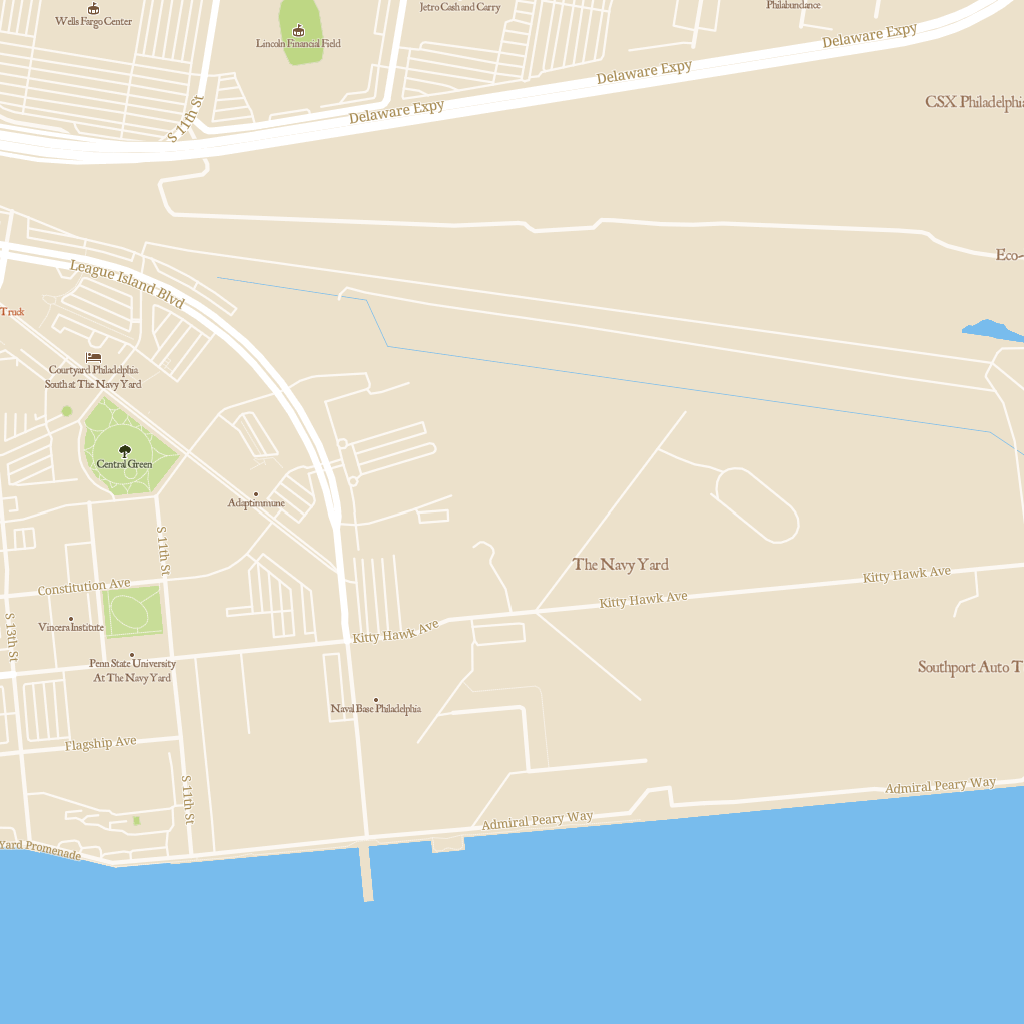 Wells Fargo Center
Lincoln Financial Field
Jetro Cash and Carry
Philabundance
Delaware Expy
Delaware Expy
Delaware Expy
S 11th St
CSX Philadelphia
Eco-
League Island Blvd
Truck
Courtyard Philadelphia
South at The Navy Yard
Central Green
Adaptimmune
S 11th St
The Navy Yard
Constitution Ave
Kitty Hawk Ave
Kitty Hawk Ave
Kitty Hawk Ave
S 13th St
Vincera Institute
Penn State University
At The Navy Yard
Southport Auto T
Naval Base Philadelphia
Flagship Ave
S 11th St
Admiral Peary Way
Admiral Peary Way
Yard Promenade